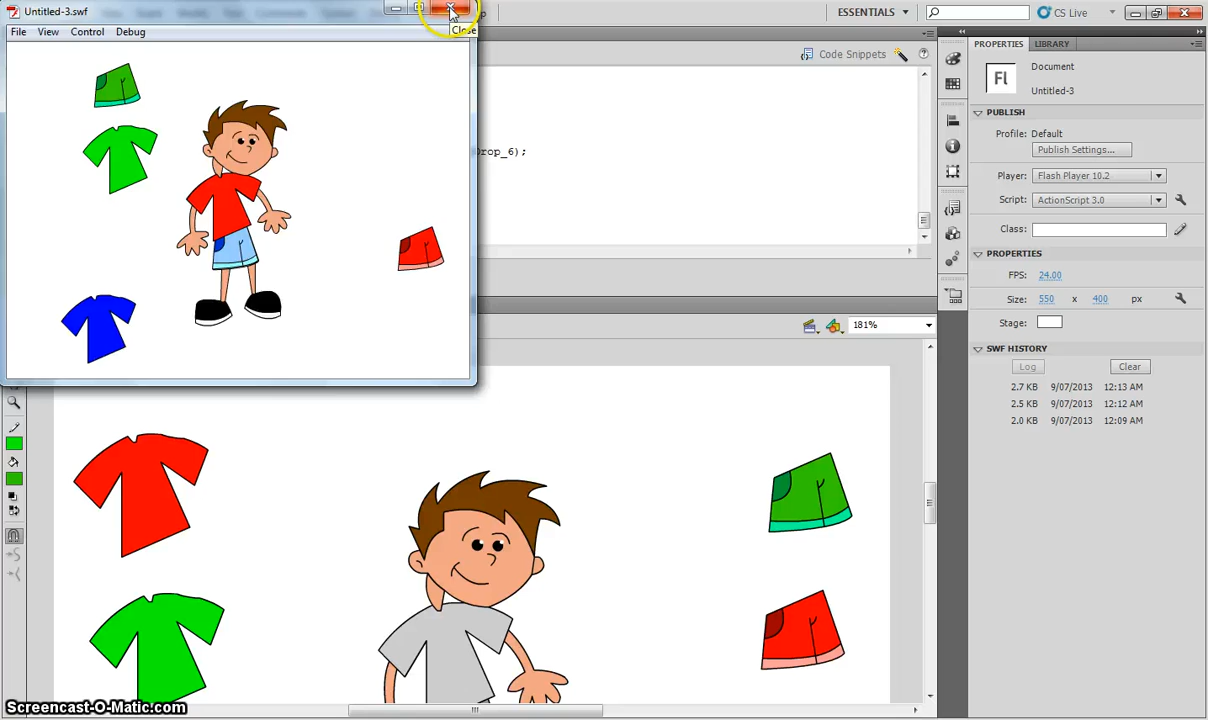 Untitled-3.swf
File View Control Debug
Close
ESSENTIALS
CS Live
Code Snippets
Drop_6);
181%
PROPERTIES LIBRARY
Fl
Document
Untitled-3
PUBLISH
Profile: Default
Publish Settings...
Player: Flash Player 10.2
Script: ActionScript 3.0
Class:
PROPERTIES
FPS: 24.00
Size: 550 x 400 px
Stage:
SWF HISTORY
Log Clear
2.7 KB 9/07/2013 12:13 AM
2.5 KB 9/07/2013 12:12 AM
2.0 KB 9/07/2013 12:09 AM
Screencast-O-Matic.com